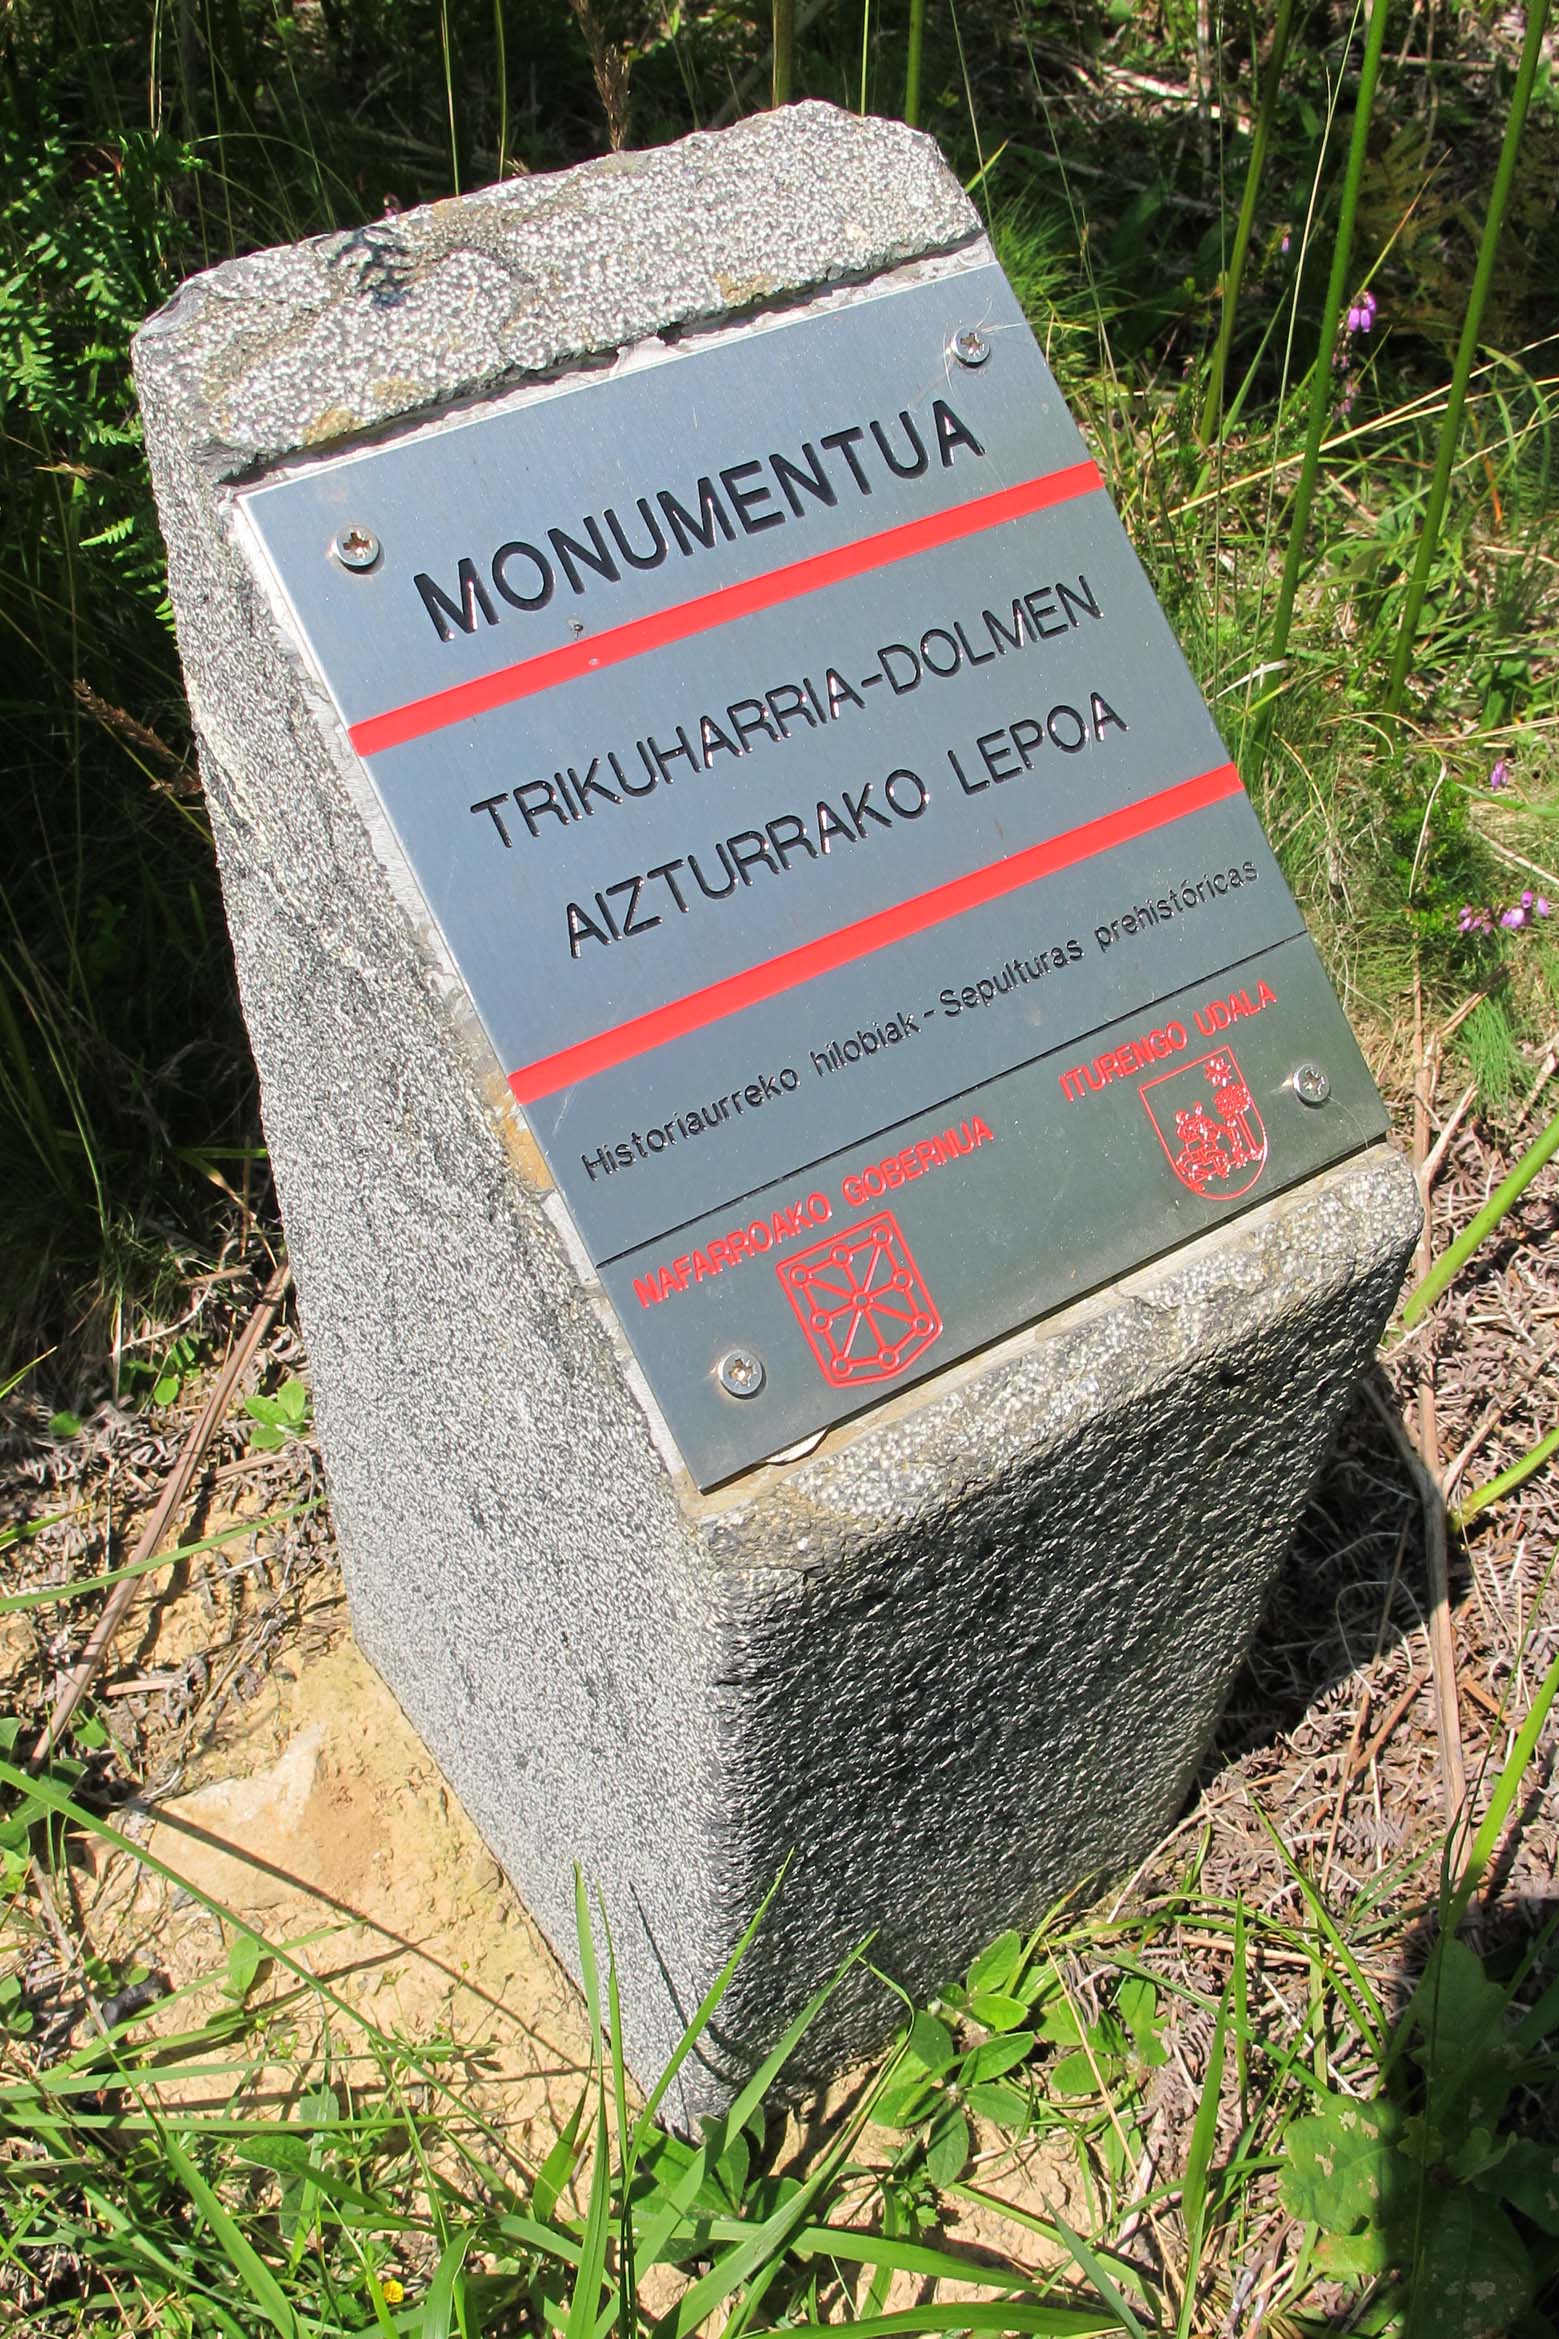 MONUMENTUA
TRIKUHARRIA-DOLMEN
AIZTURRAKO LEPOA
Historiaurreko hilobiak - Sepulturas prehistóricas
NAFARROAKO GOBERNUA
ITURENGO UDALA